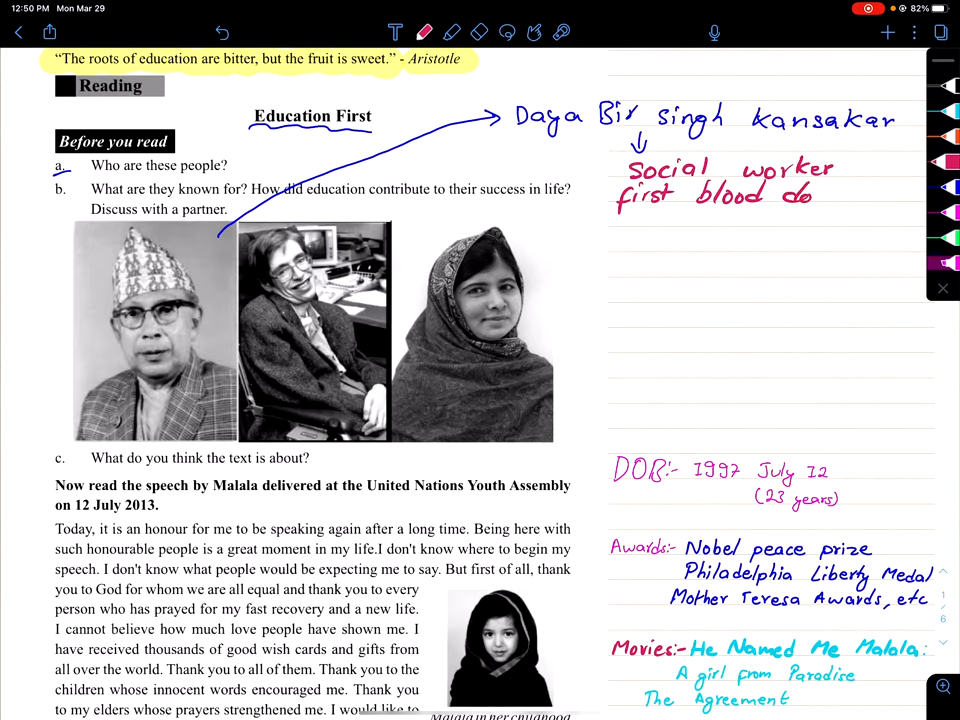 12:50 PM Mon Mar 29
82%
"The roots of education are bitter, but the fruit is sweet." - Aristotle
Reading
Education First
Before you read
a. Who are these people?
b. What are they known for? How did education contribute to their success in life?
Discuss with a partner.
c. What do you think the text is about?
Now read the speech by Malala delivered at the United Nations Youth Assembly
on 12 July 2013.
Today, it is an honour for me to be speaking again after a long time. Being here with
such honourable people is a great moment in my life.I don't know where to begin my
speech. I don't know what people would be expecting me to say. But first of all, thank
you to God for whom we are all equal and thank you to every
person who has prayed for my fast recovery and a new life.
I cannot believe how much love people have shown me. I
have received thousands of good wish cards and gifts from
all over the world. Thank you to all of them. Thank you to the
children whose innocent words encouraged me. Thank you
to my elders whose prayers strengthened me. I would like to
Malala in her childhood
Daya Bir Singh Kansakar
Social worker
first blood do
DOB:- 1997 July 12
(23 years)
Awards:- Nobel peace prize
Philadelphia Liberty Medal
Mother Teresa Awards, etc
Movies:- He Named Me Malala:
A girl from Paradise
The Agreement
1
/
6